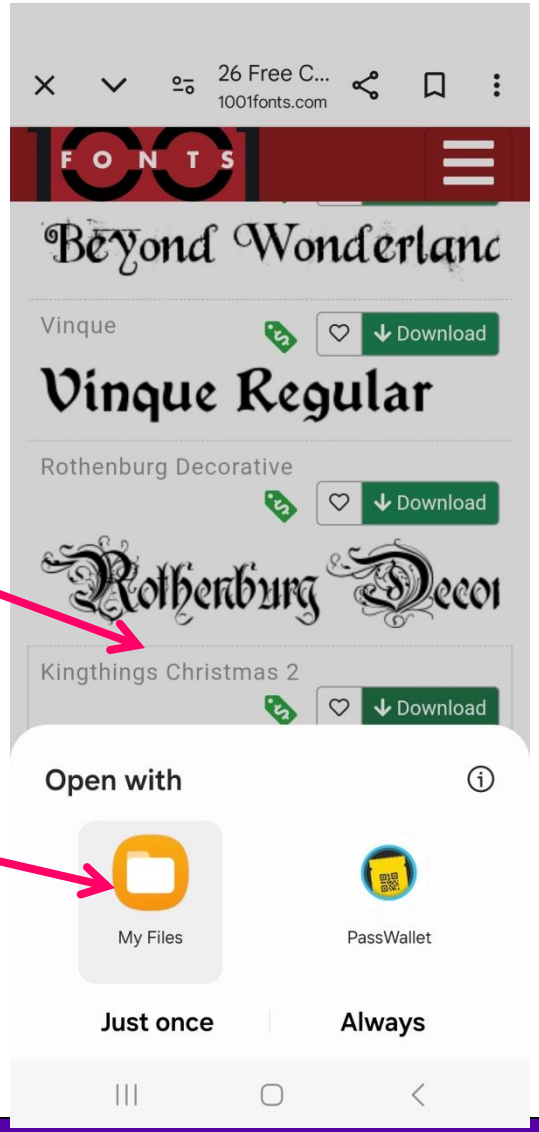 26 Free C...
1001fonts.com
FONTS
Beyond Wonderland
Vinque
Download
Vinque Regular
Rothenburg Decorative
Download
Rothenburg Decor
Kingthings Christmas 2
Download
Open with
My Files
PassWallet
Just once
Always